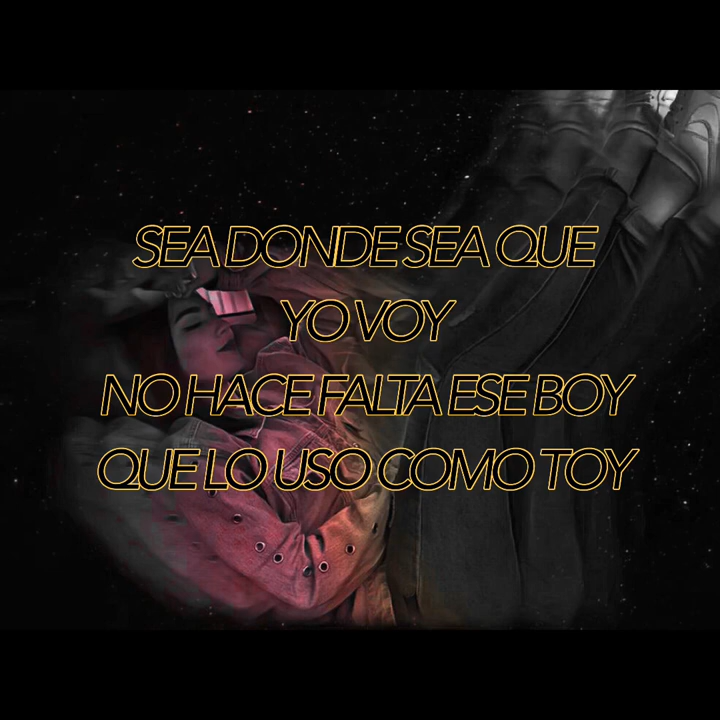 SEA DONDE SEA QUE
YO VOY
NO HACE FALTA ESE BOY
QUE LO USO COMO TOY